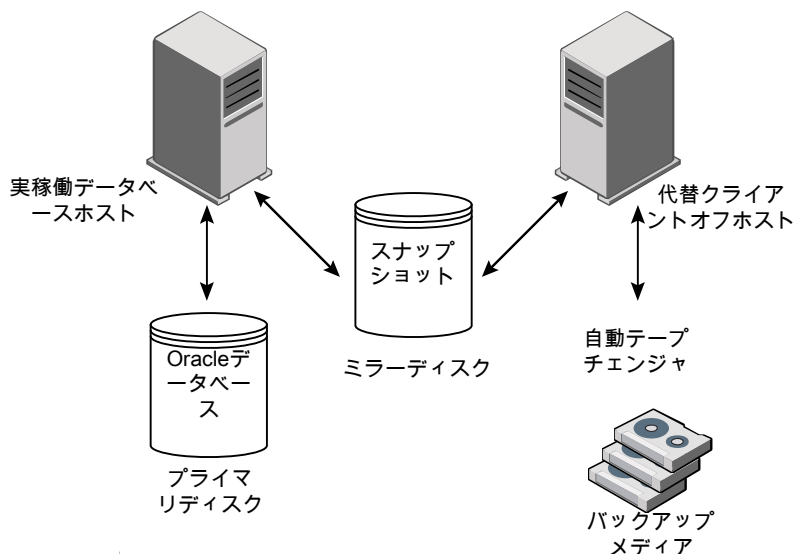 実稼働データベ
ースホスト
代替クライア
ントオフホスト
スナップ
ショット
Oracleデ
ータベー
ス
ミラーディスク
自動テープ
チェンジャ
プライマ
リディスク
バックアップ
メディア